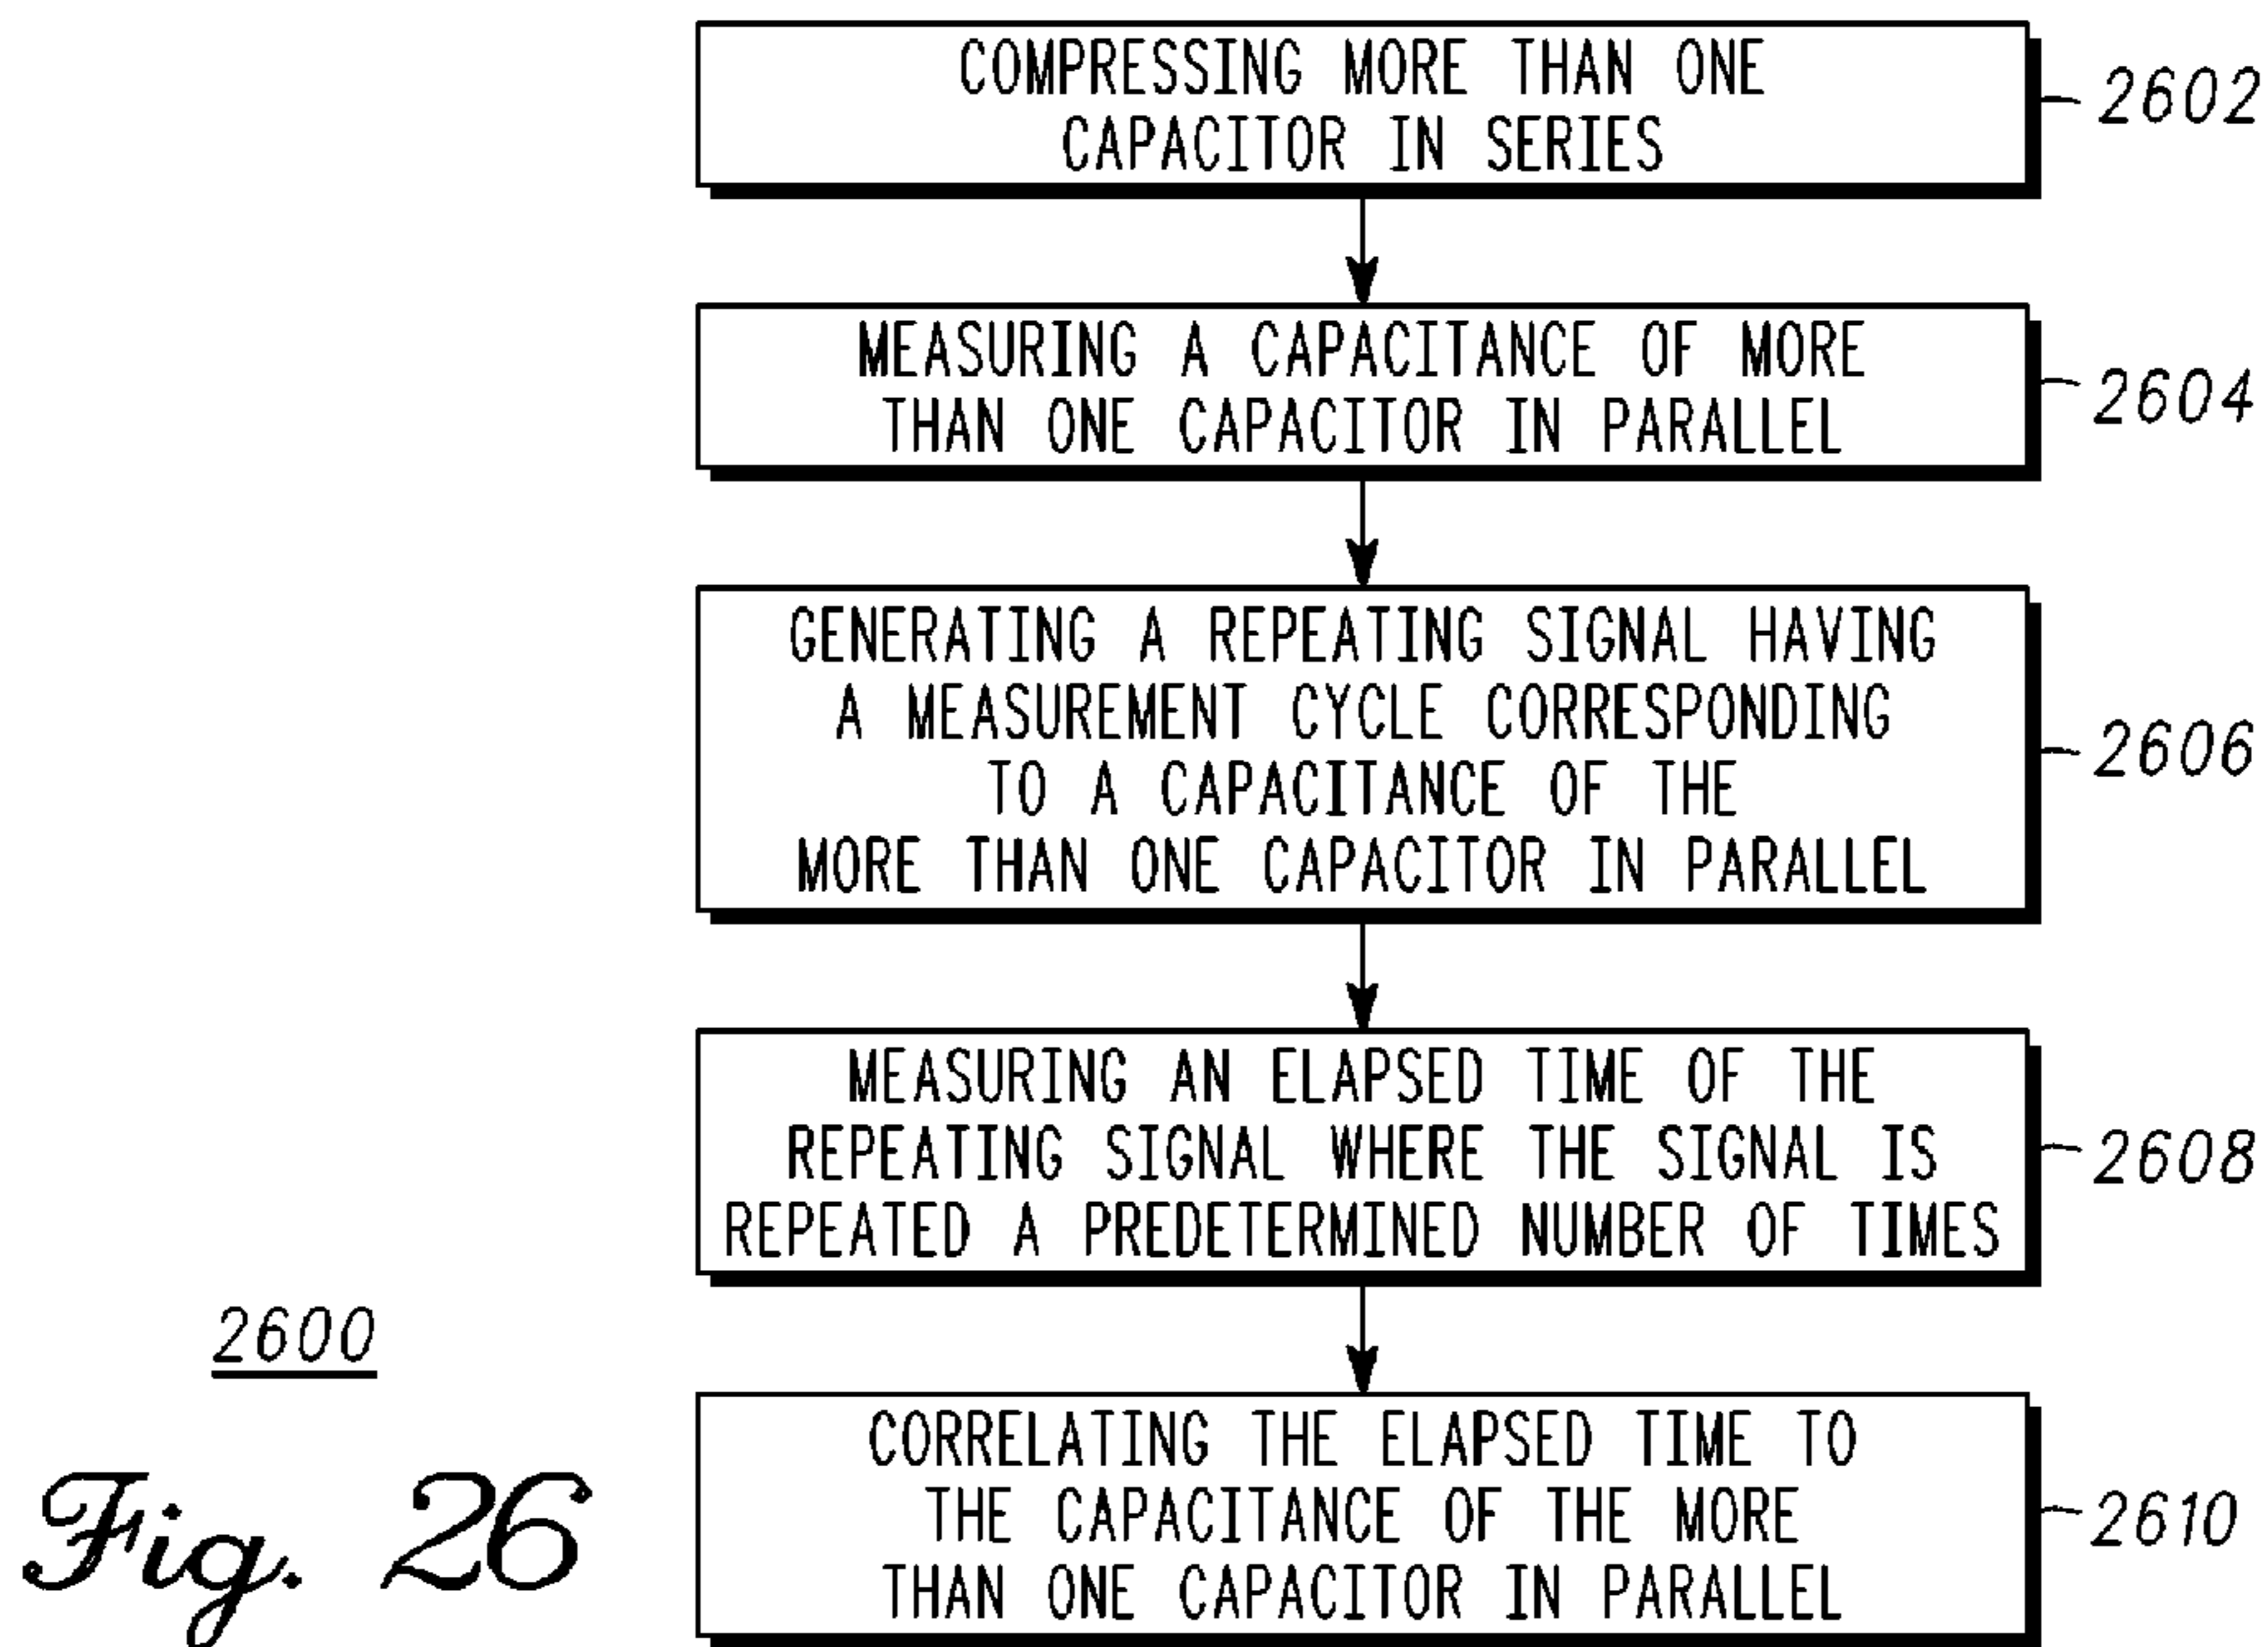 COMPRESSING MORE THAN ONE
CAPACITOR IN SERIES
2602
MEASURING A CAPACITANCE OF MORE
THAN ONE CAPACITOR IN PARALLEL
2604
GENERATING A REPEATING SIGNAL HAVING
A MEASUREMENT CYCLE CORRESPONDING
TO A CAPACITANCE OF THE
MORE THAN ONE CAPACITOR IN PARALLEL
2606
MEASURING AN ELAPSED TIME OF THE
REPEATING SIGNAL WHERE THE SIGNAL IS
REPEATED A PREDETERMINED NUMBER OF TIMES
2608
CORRELATING THE ELAPSED TIME TO
THE CAPACITANCE OF THE MORE
THAN ONE CAPACITOR IN PARALLEL
2610
2600
Fig. 26